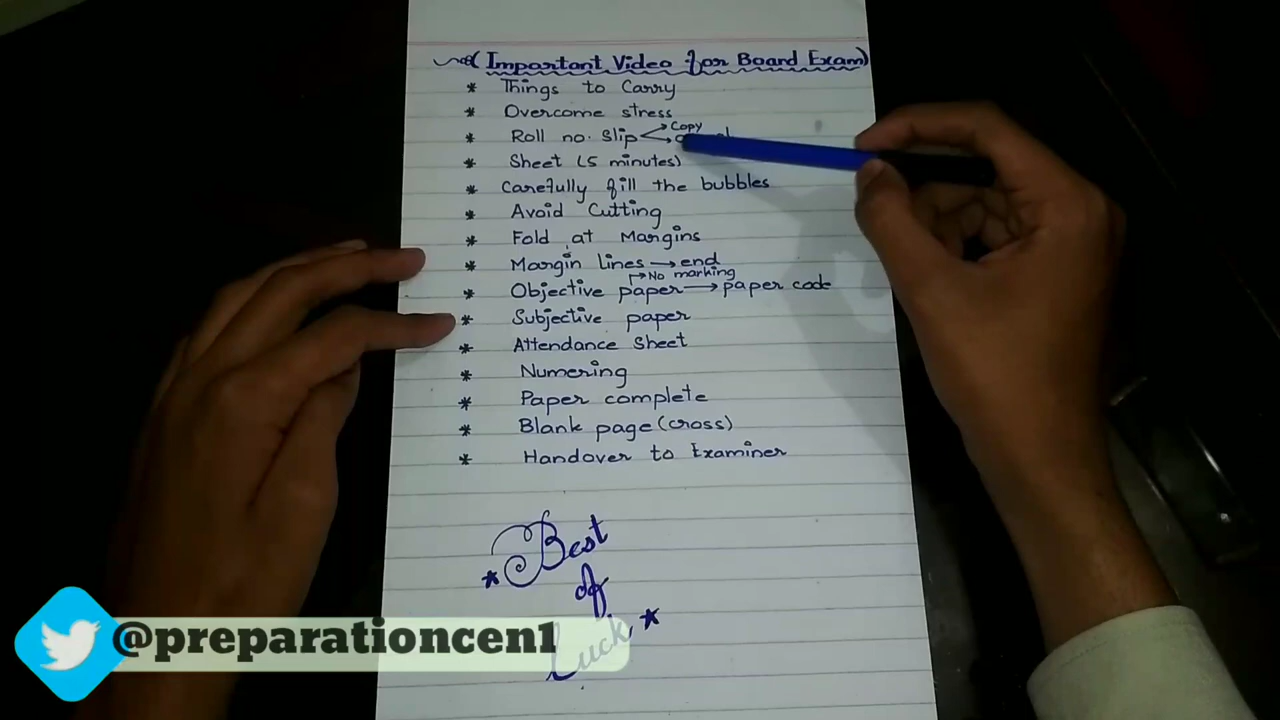 (Important Video for Board Exam)
* Things to Carry
* Overcome stress
* Roll no. Slip → Copy
* Sheet (5 minutes)
* Carefully fill the bubbles
* Avoid Cutting
* Fold at Margins
* Margin lines → end
→ No marking
* Objective paper → paper code
* Subjective paper
* Attendance Sheet
* Numering
* Paper complete
* Blank page (cross)
* Handover to Examiner
Best
of
Luck
@preparationcen1